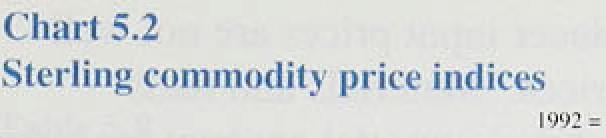 Chart 5.2
Sterling commodity price indices
1992 =